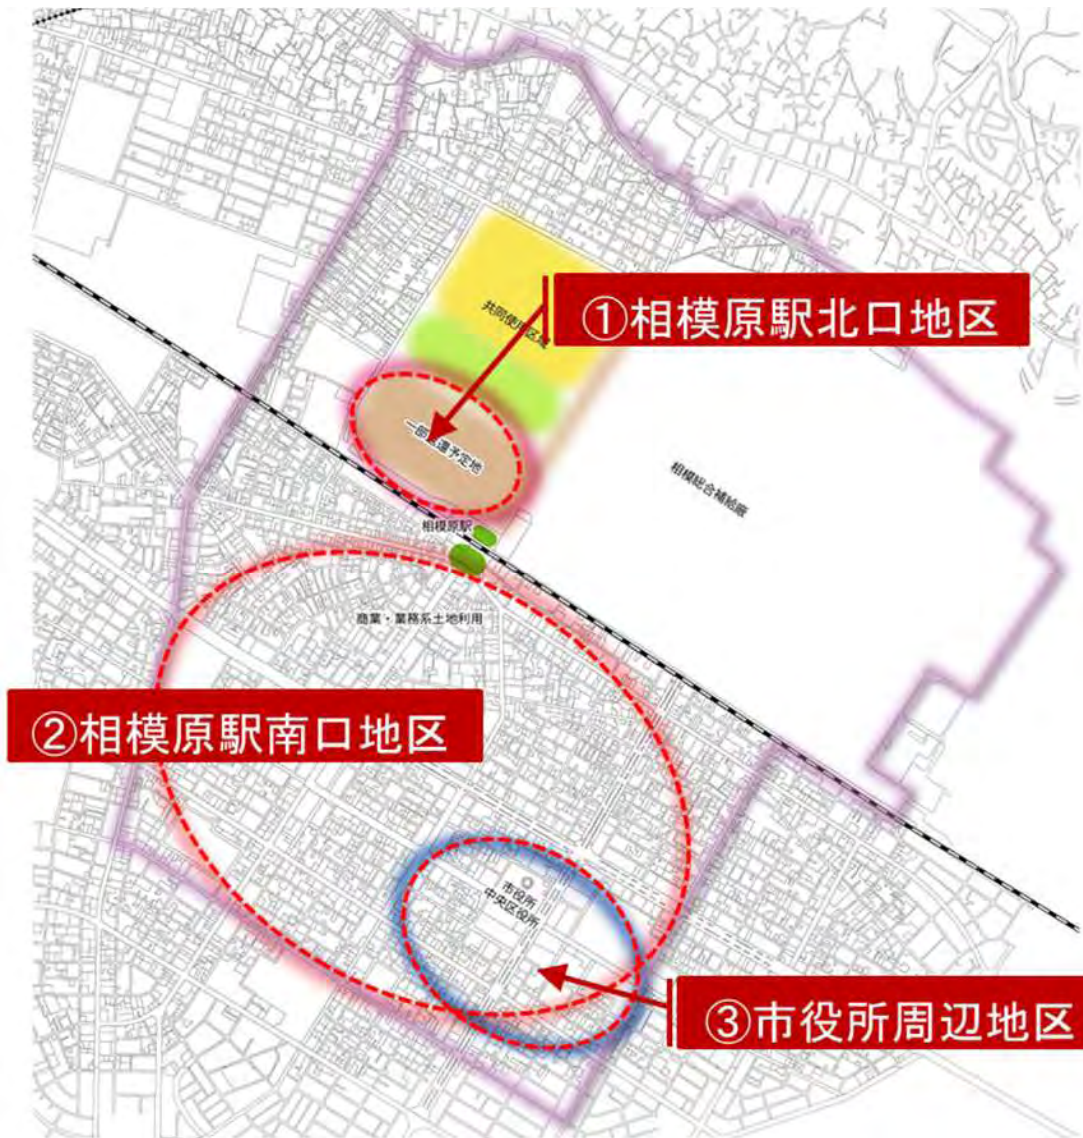 ①相模原駅北口地区
共同使用区域
一部返還予定地
相模総合補給廠
相模原駅
商業・業務系土地利用
②相模原駅南口地区
市役所
中央区役所
③市役所周辺地区